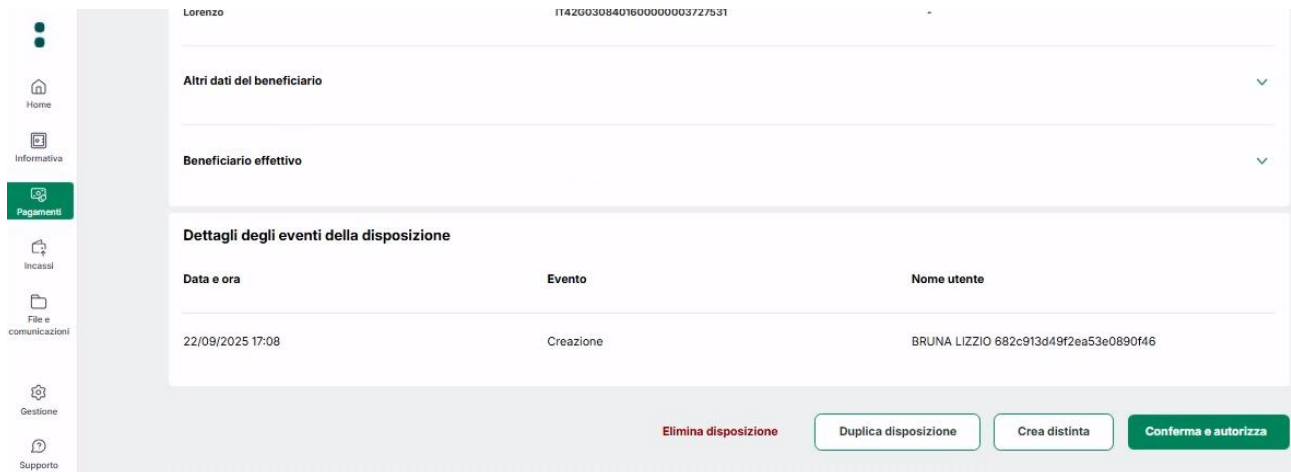 Lorenzo IT42G0308401600000003727531 -
Home
Altri dati del beneficiario
Informativa
Beneficiario effettivo
Pagamenti
Dettagli degli eventi della disposizione
Incassi
Data e ora Evento Nome utente
File e
comunicazioni
22/09/2025 17:08 Creazione BRUNA LIZZIO 682c913d49f2ea53e0890f46
Gestione
Elimina disposizione Duplica disposizione Crea distinta Conferma e autorizza
Supporto